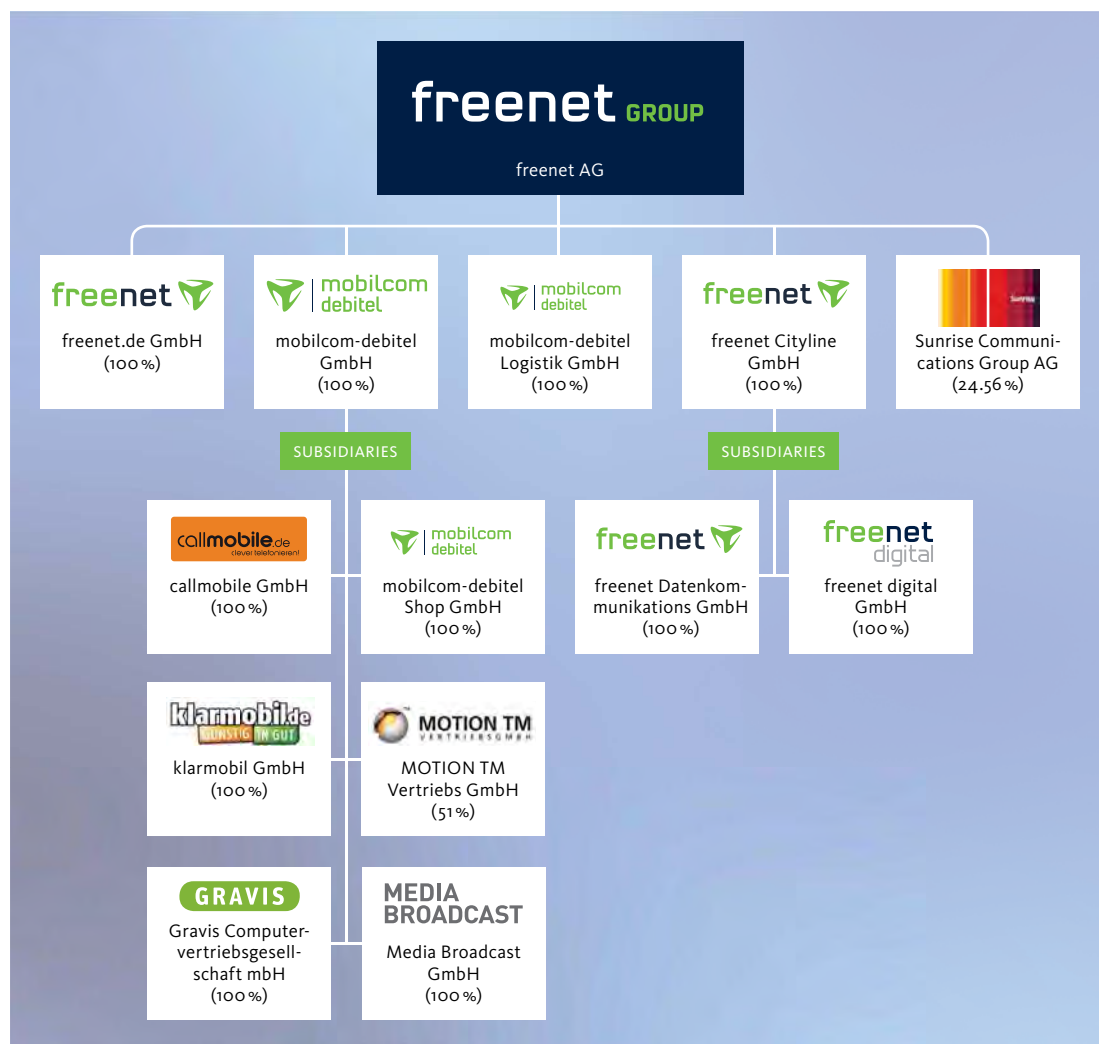 freenet GROUP
freenet AG
freenet
freenet.de GmbH
(100 %)
mobilcom
debitel
mobilcom-debitel
GmbH
(100 %)
mobilcom
debitel
mobilcom-debitel
Logistik GmbH
(100 %)
freenet
freenet Cityline
GmbH
(100 %)
Sunrise
Sunrise Communi-
cations Group AG
(24.56 %)
SUBSIDIARIES
SUBSIDIARIES
callmobile.de
clever telefonieren!
callmobile GmbH
(100 %)
mobilcom
debitel
mobilcom-debitel
Shop GmbH
(100 %)
freenet
freenet Datenkom-
munikations GmbH
(100 %)
freenet
digital
freenet digital
GmbH
(100 %)
klarmobil.de
GÜNSTIG IM GUT
klarmobil GmbH
(100 %)
MOTION TM
VERTRIEBSGMBH
MOTION TM
Vertriebs GmbH
(51 %)
GRAVIS
Gravis Computer-
vertriebsgesell-
schaft mbH
(100 %)
MEDIA
BROADCAST
Media Broadcast
GmbH
(100 %)